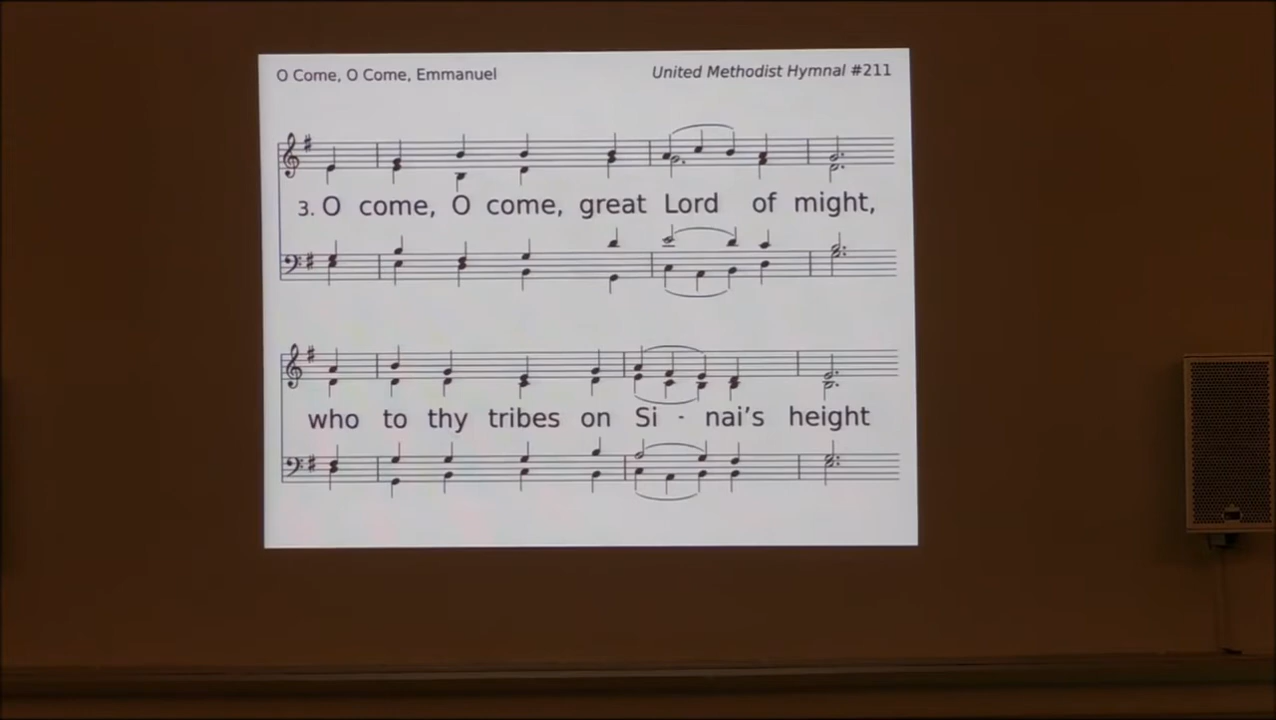 O Come, O Come, Emmanuel
United Methodist Hymnal #211
3. O come, O come, great Lord of might,
who to thy tribes on Si - nai’s height